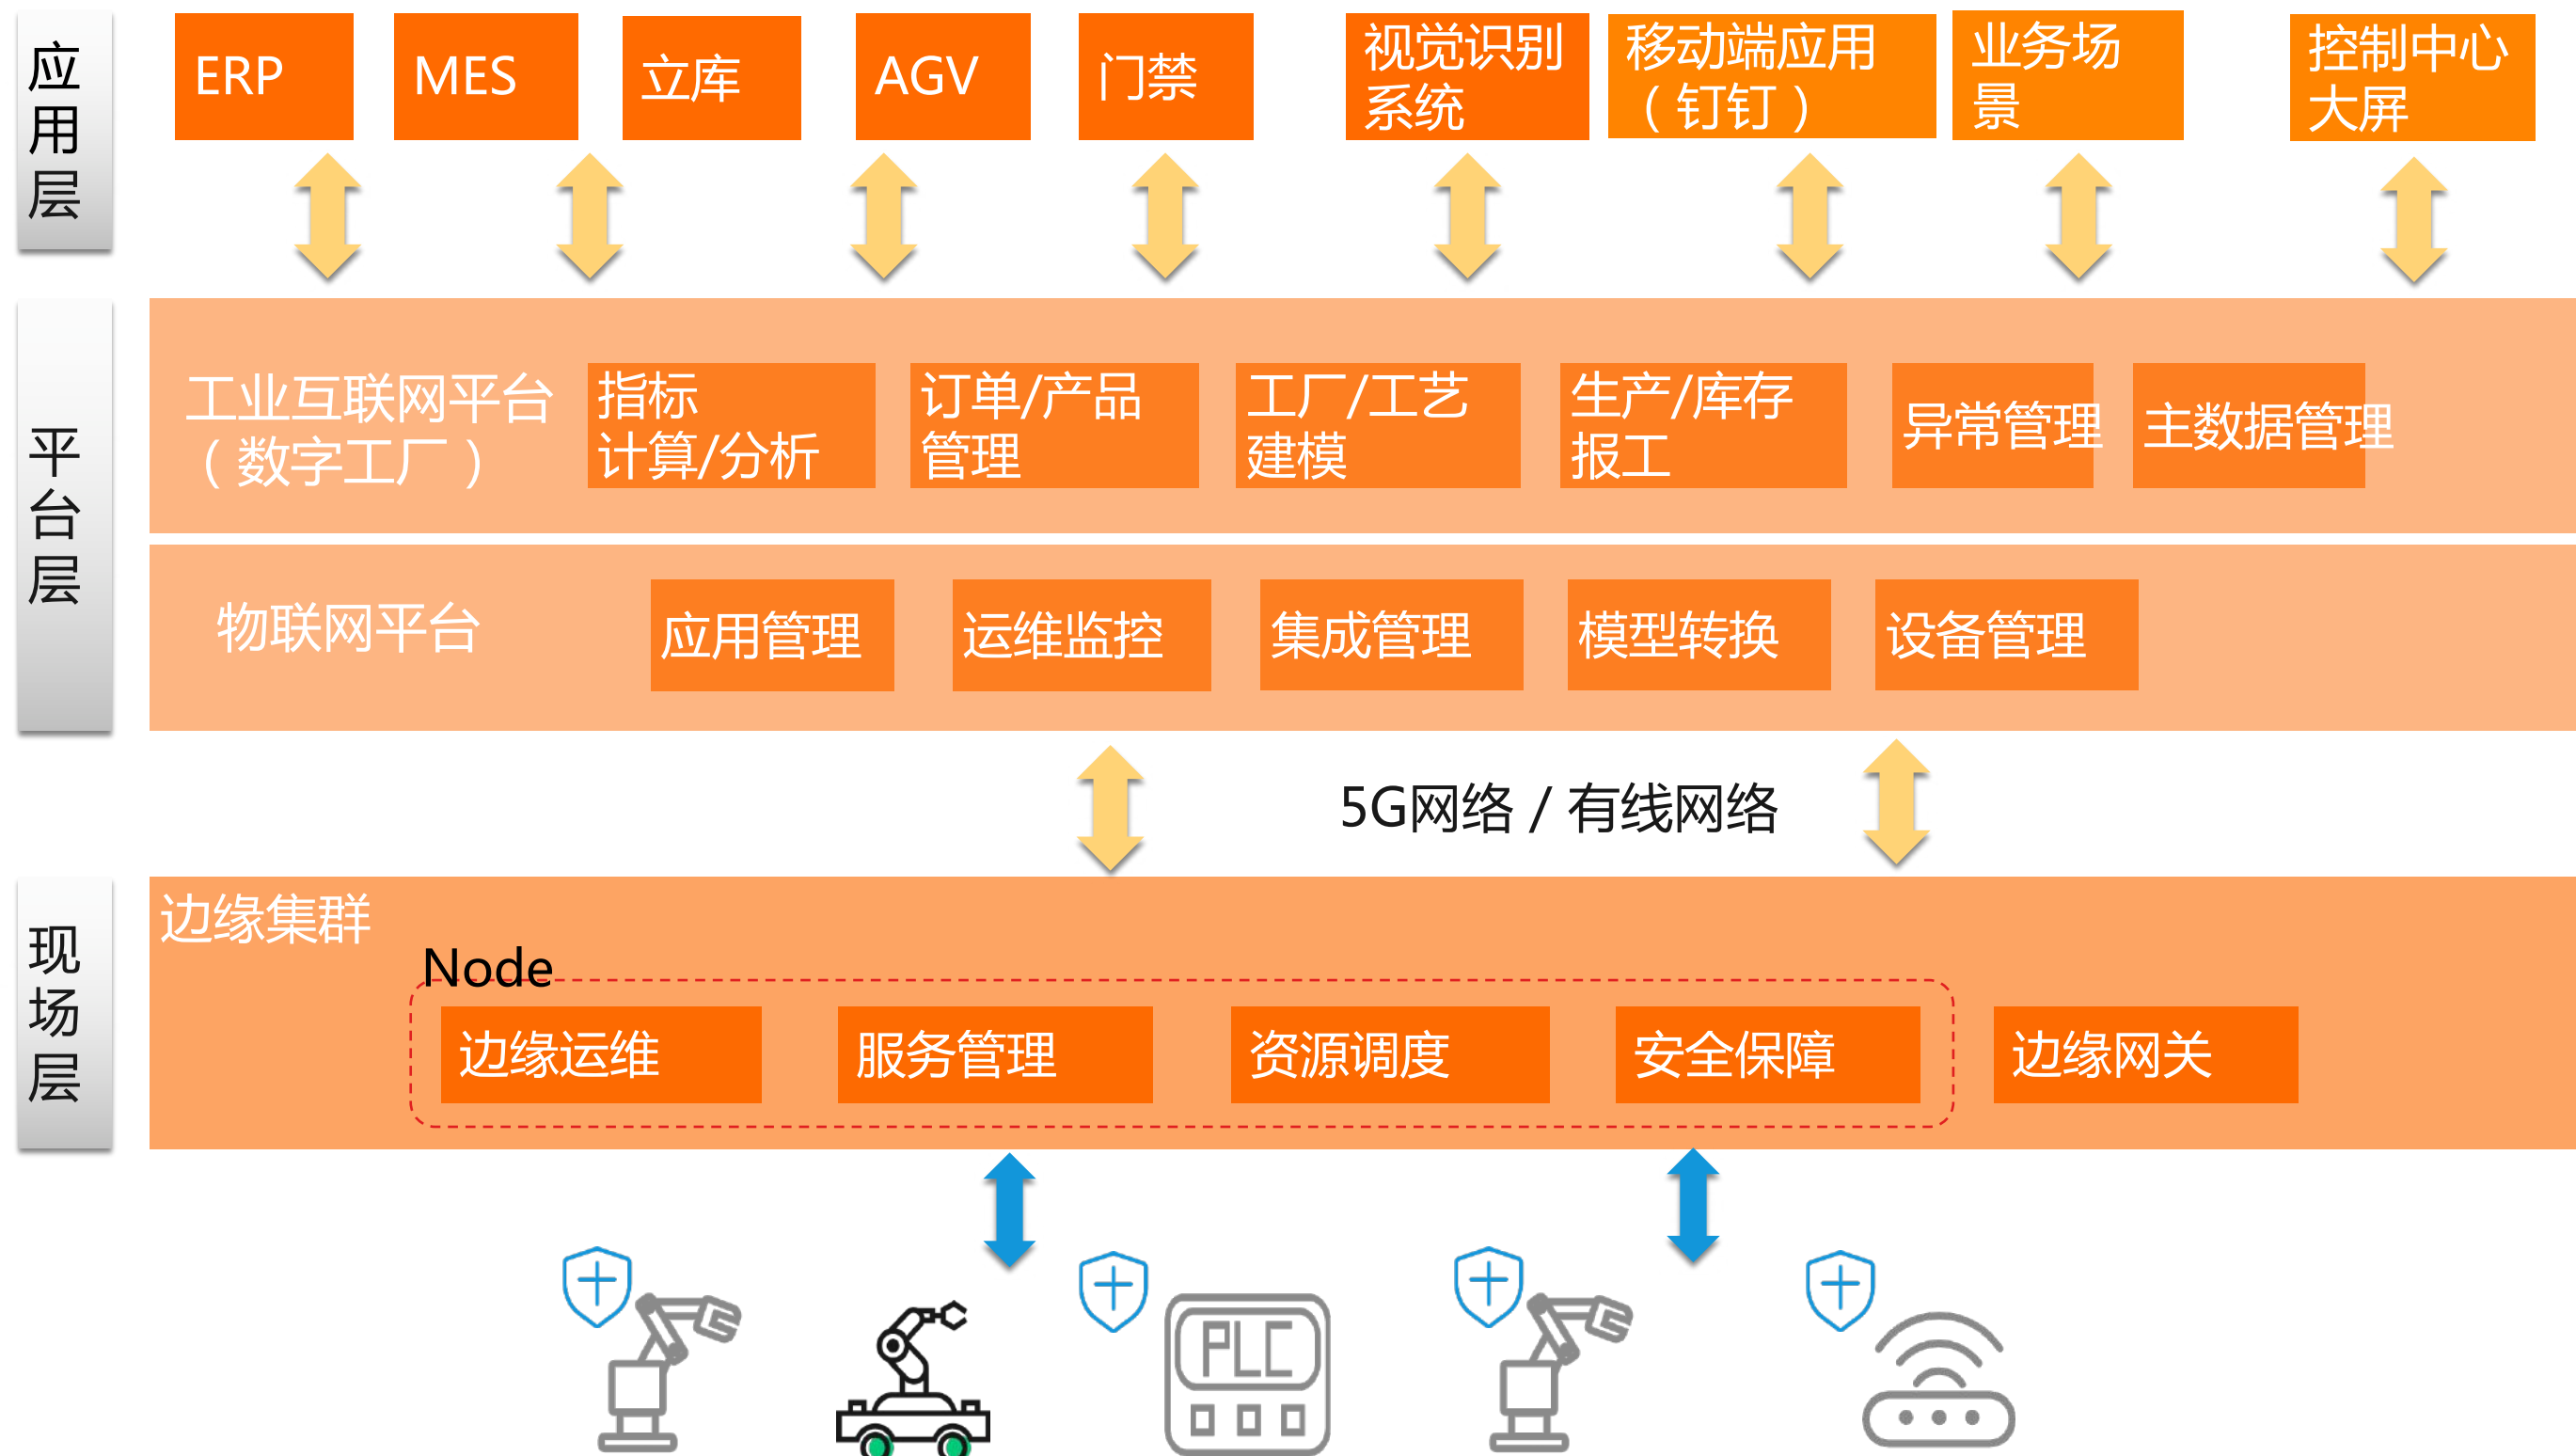 应用层
ERP
MES
立库
AGV
门禁
视觉识别
系统
移动端应用
（钉钉）
业务场
景
控制中心
大屏
平台层
工业互联网平台
（数字工厂）
指标
计算/分析
订单/产品
管理
工厂/工艺
建模
生产/库存
报工
异常管理
主数据管理
物联网平台
应用管理
运维监控
集成管理
模型转换
设备管理
5G网络 / 有线网络
现场层
边缘集群
Node
边缘运维
服务管理
资源调度
安全保障
边缘网关
PLC